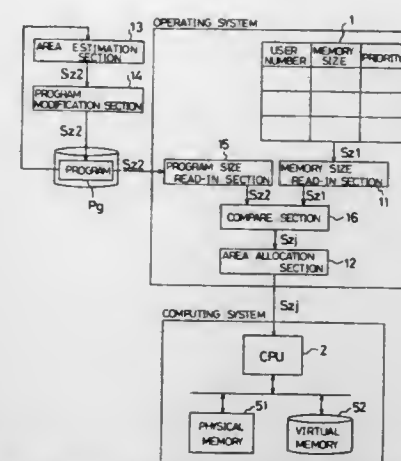 13
OPERATING SYSTEM
1
AREA ESTIMATION
SECTION
USER
NUMBER
MEMORY
SIZE
PRIORITY
Sz2
14
PROGRAM
MODIFICATION SECTION
Sz2
Sz1
15
PROGRAM
Sz2
PROGRAM SIZE
READ-IN SECTION
MEMORY SIZE
READ-IN SECTION
11
Pg
Sz2
Sz1
COMPARE SECTION
16
Szj
AREA ALLOCATION
SECTION
12
Szj
COMPUTING SYSTEM
2
CPU
51
52
PHYSICAL
MEMORY
VIRTUAL
MEMORY